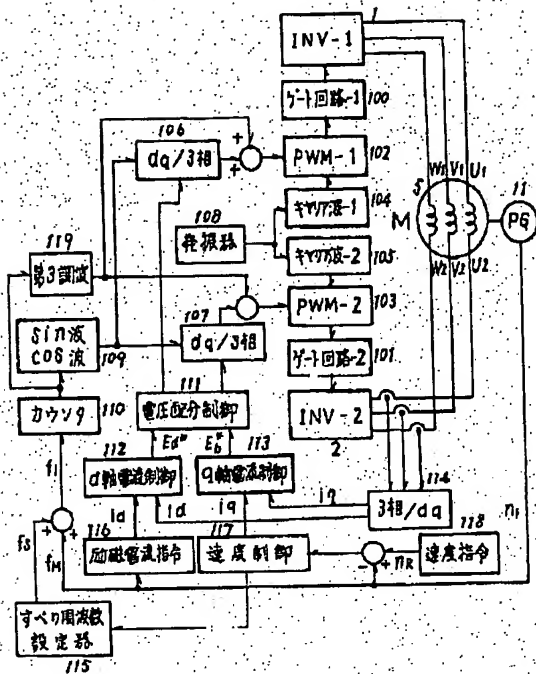 1
INV-1
ゲート回路-1
100
106
dq/3相
+
+
PWM-1
102
W1 V1 U1
5
M
11
PG
108
発振器
キャリア波-1
104
119
第3調波
キャリア波-2
105
W2 V2 U2
107
PWM-2
103
sin波
cos波
109
dq/3相
ゲート回路-2
101
111
電圧配分制御
INV-2
2
カウンタ
110
112
Ed*
Eb*
113
d軸電流制御
q軸電流制御
114
3相/dq
f1
id
id
iq
iq
n1
116
117
118
fS
+
+
fM
励磁電流指令
速度制御
-
+
nR
速度指令
すべり周波数
設定器
115